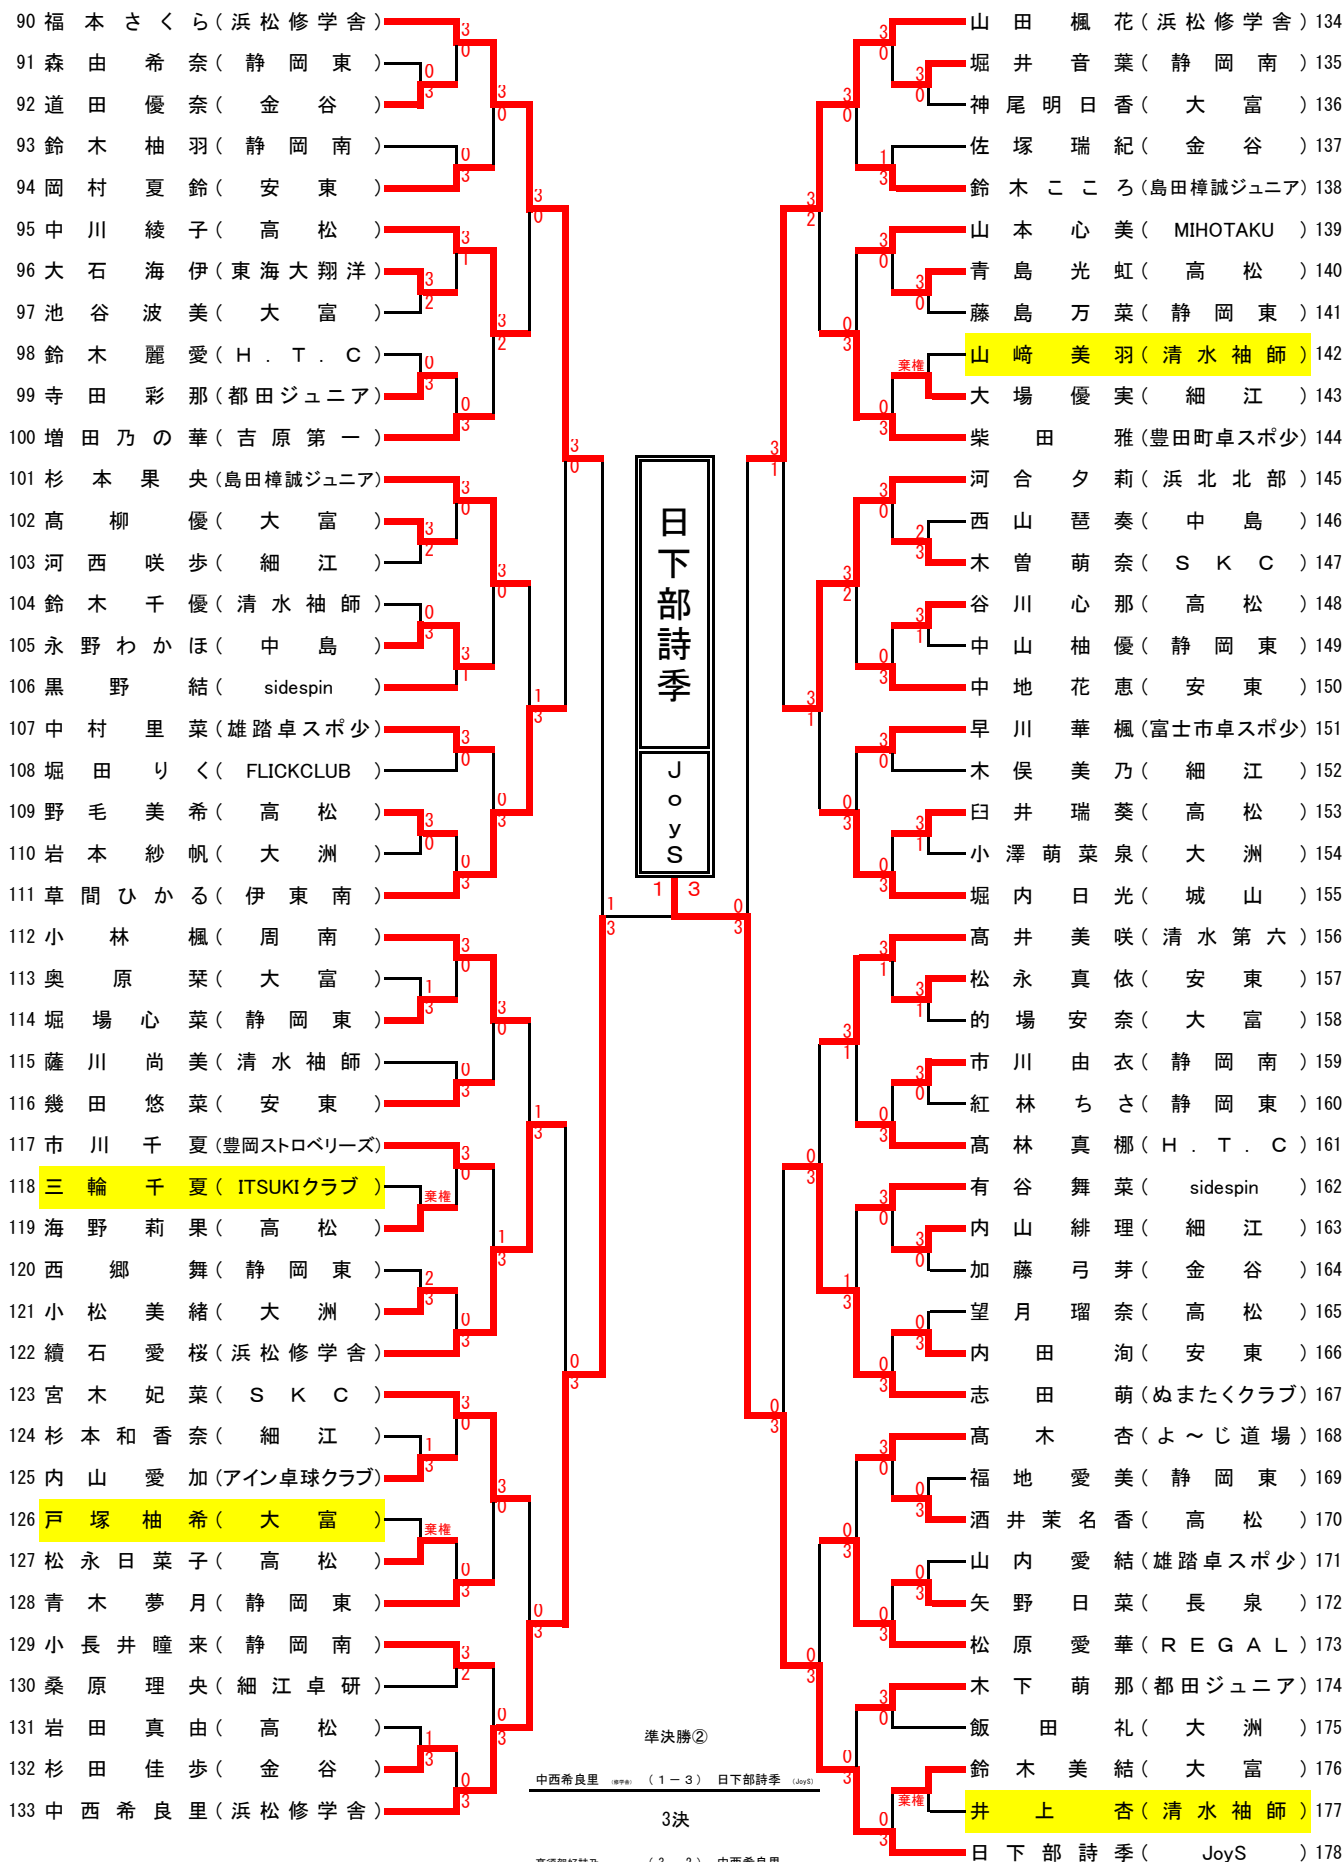 90 福本さくら(浜松修学舎)
91 森由希奈(静岡東)
92 道田優奈(金谷)
93 鈴木柚羽(静岡南)
94 岡村夏鈴(安東)
95 中川綾子(高松)
96 大石海伊(東海大翔洋)
97 池谷波美(大富)
98 鈴木麗愛(H.T.C)
99 寺田彩那(都田ジュニア)
100 増田乃の華(吉原第一)
101 杉本果央(島田樟誠ジュニア)
102 髙柳優(大富)
103 河西咲歩(細江)
104 鈴木千優(清水袖師)
105 永野わかほ(中島)
106 黒野結(sidespin)
107 中村里菜(雄踏卓スポ少)
108 堀田りく(FLICKCLUB)
109 野毛美希(高松)
110 岩本紗帆(大洲)
111 草間ひかる(伊東南)
112 小林楓(周南)
113 奥原栞(大富)
114 堀場心菜(静岡東)
115 薩川尚美(清水袖師)
116 幾田悠菜(安東)
117 市川千夏(豊岡ストロベリーズ)
118 三輪千夏(ITSUKIクラブ)
棄権
119 海野莉果(高松)
120 西郷舞(静岡東)
121 小松美緒(大洲)
122 續石愛桜(浜松修学舎)
123 宮木妃菜(SKC)
124 杉本和香奈(細江)
125 内山愛加(アイン卓球クラブ)
126 戸塚柚希(大富)
棄権
127 松永日菜子(高松)
128 青木夢月(静岡東)
129 小長井瞳来(静岡南)
130 桑原理央(細江卓研)
131 岩田真由(高松)
132 杉田佳歩(金谷)
133 中西希良里(浜松修学舎)
日下部詩季
JoyS
1 3
準決勝②
中西希良里 (1-3) 日下部詩季 (JoyS)
3決
山田楓花(浜松修学舎) 134
堀井音葉(静岡南) 135
神尾明日香(大富) 136
佐塚瑞紀(金谷) 137
鈴木こころ(島田樟誠ジュニア) 138
山本心美(MIHOTAKU) 139
青島光虹(高松) 140
藤島万菜(静岡東) 141
山﨑美羽(清水袖師) 142
棄権
大場優実(細江) 143
柴田雅(豊田町卓スポ少) 144
河合夕莉(浜北北部) 145
西山琶奏(中島) 146
木曽萌奈(SKC) 147
谷川心那(高松) 148
中山柚優(静岡東) 149
中地花恵(安東) 150
早川華楓(富士市卓スポ少) 151
木俣美乃(細江) 152
臼井瑞葵(高松) 153
小澤萌菜泉(大洲) 154
堀内日光(城山) 155
髙井美咲(清水第六) 156
松永真依(安東) 157
的場安奈(大富) 158
市川由衣(静岡南) 159
紅林ちさ(静岡東) 160
髙林真梛(H.T.C) 161
有谷舞菜(sidespin) 162
内山緋理(細江) 163
加藤弓芽(金谷) 164
望月瑠奈(高松) 165
内田洵(安東) 166
志田萌(ぬまたくクラブ) 167
髙木杏(よ～じ道場) 168
福地愛美(静岡東) 169
酒井茉名香(高松) 170
山内愛結(雄踏卓スポ少) 171
矢野日菜(長泉) 172
松原愛華(REGAL) 173
木下萌那(都田ジュニア) 174
飯田礼(大洲) 175
鈴木美結(大富) 176
棄権
井上杏(清水袖師) 177
日下部詩季(JoyS) 178